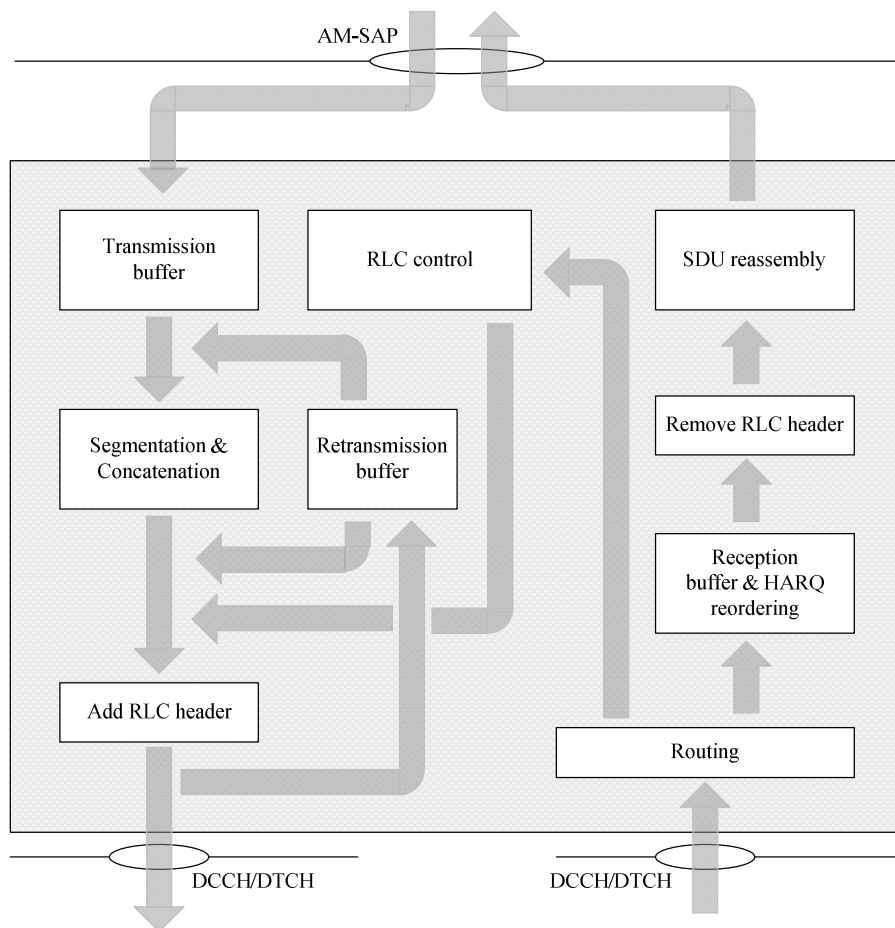 AM-SAP
Transmission
buffer
RLC control
SDU reassembly
Segmentation &
Concatenation
Retransmission
buffer
Remove RLC header
Reception
buffer & HARQ
reordering
Add RLC header
Routing
DCCH/DTCH
DCCH/DTCH